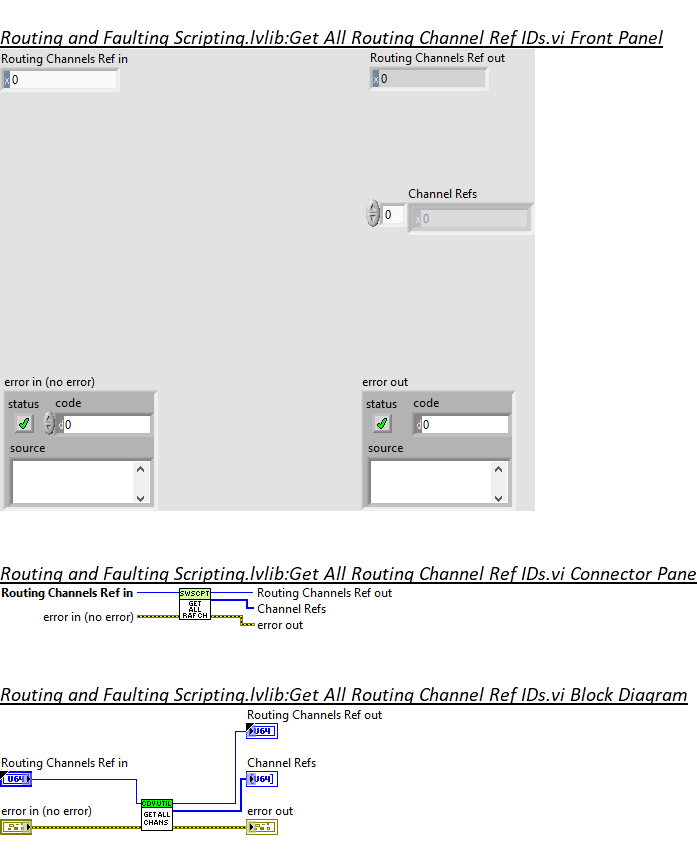 Routing and Faulting Scripting.lvlib:Get All Routing Channel Ref IDs.vi Front Panel
Routing Channels Ref in
Routing Channels Ref out
x 0
x 0
Channel Refs
0
x 0
error in (no error)
error out
status code
status code
d 0
d 0
source
source
Routing and Faulting Scripting.lvlib:Get All Routing Channel Ref IDs.vi Connector Pane
Routing Channels Ref in
SWSCPT
GET
ALL
RAF CH
Routing Channels Ref out
Channel Refs
error in (no error)
error out
Routing and Faulting Scripting.lvlib:Get All Routing Channel Ref IDs.vi Block Diagram
Routing Channels Ref out
U64
Routing Channels Ref in
Channel Refs
U64
U64
CDV UTIL
GET ALL
CHANS
error in (no error)
error out